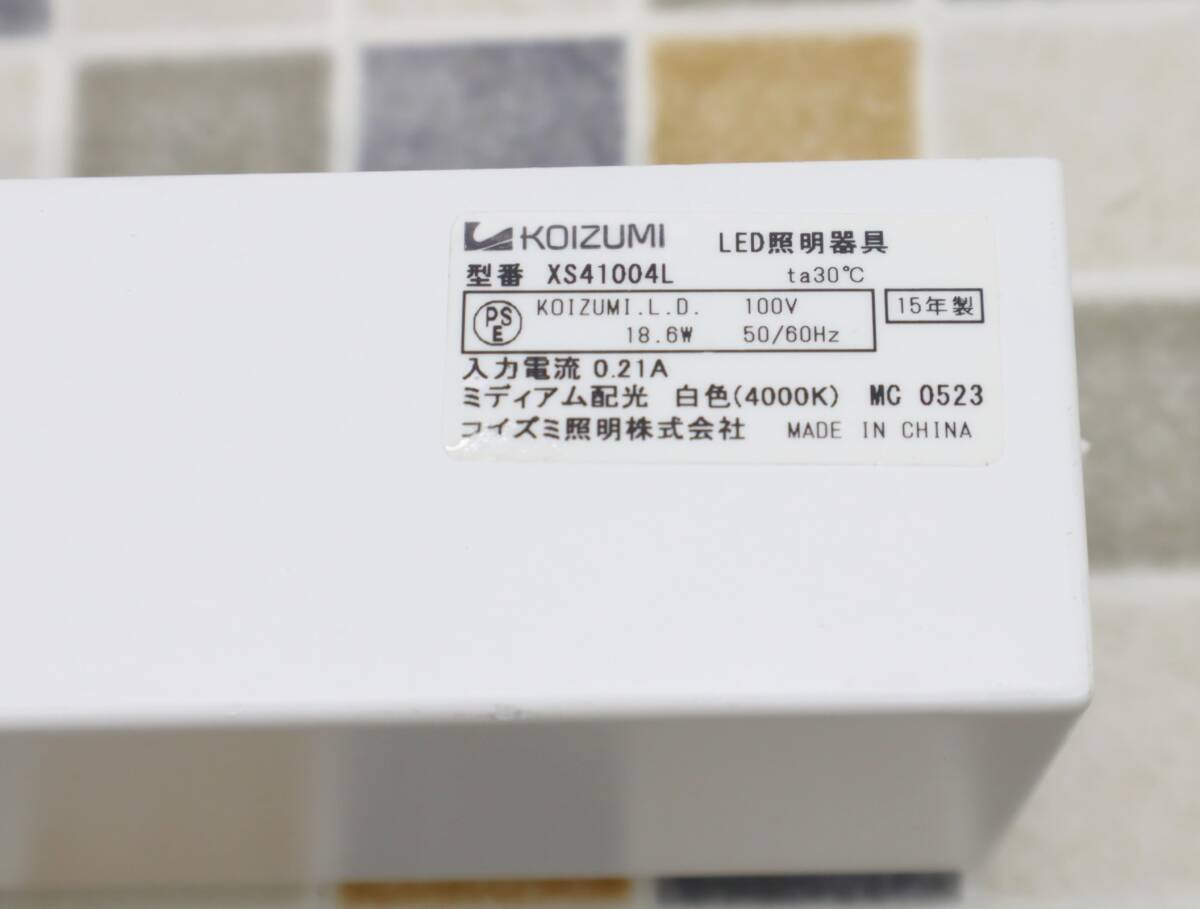 KOIZUMI LED照明器具
型番 XS41004L ta30℃
PSE KOIZUMI.L.D. 100V 15年製
18.6W 50/60Hz
入力電流 0.21A
ミディアム配光 白色(4000K) MC 0523
コイズミ照明株式会社 MADE IN CHINA